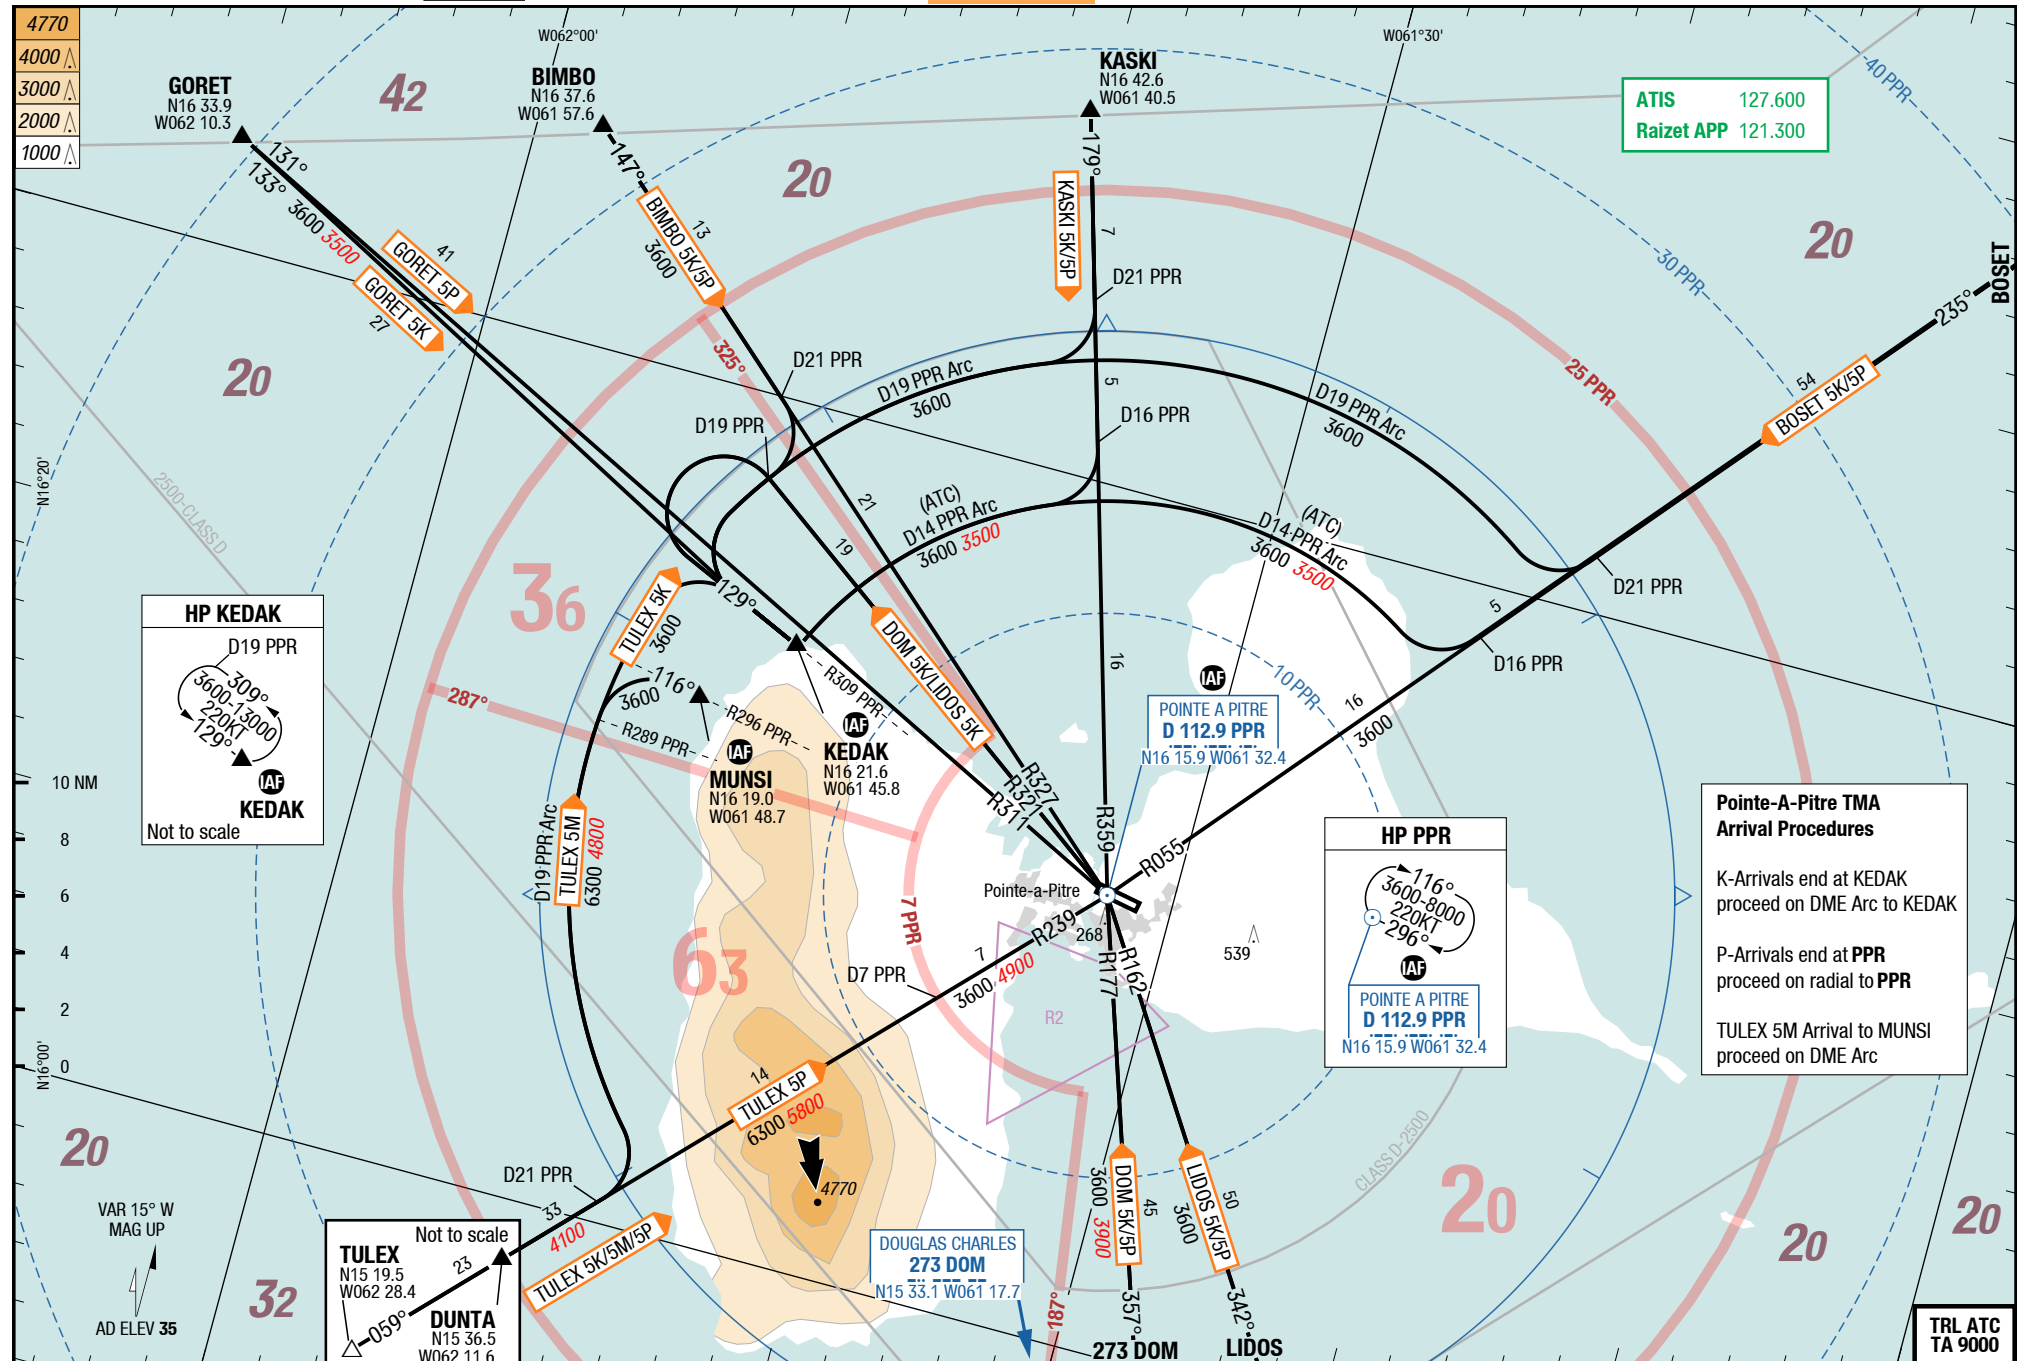 4770
4000
3000
2000
1000
W062°00'
W061°30'
GORET
N16 33.9
W062 10.3
42
BIMBO
N16 37.6
W061 57.6
KASKI
N16 42.6
W061 40.5
40 PPR
ATIS 127.600
Raizet APP 121.300
131°
133°
3600 3500
147°
179°
20
20
BOSET
235°
30 PPR
GORET 5P
41
GORET 5K
27
BIMBO 5K/5P
13
3600
KASKI 5K/5P
7
D21 PPR
325°
D21 PPR
25 PPR
54
BOSET 5K/5P
20
D19 PPR Arc
3600
5
D19 PPR Arc
3600
D19 PPR
D16 PPR
N16°20'
2500-CLASS D
21
19
(ATC)
D14 PPR Arc
3600 3500
(ATC)
D14 PPR Arc
3600 3500
D21 PPR
5
D16 PPR
36
TULEX 5K
3600
129°
HP KEDAK
D19 PPR
309°
3600-13000
220KT
129°
IAF
KEDAK
Not to scale
116°
3600
R309 PPR
R296 PPR
R289 PPR
287°
DOM 5K/LIDOS 5K
16
IAF
10 PPR
POINTE A PITRE
D 112.9 PPR
N16 15.9 W061 32.4
16
3600
IAF
KEDAK
N16 21.6
W061 45.8
IAF
MUNSI
N16 19.0
W061 48.7
R327
R321
R311
R359
R055
10 NM
8
6
4
2
0
N16°00'
D19 PPR Arc
TULEX 5M
6300 4800
Pointe-a-Pitre
268
539
R239
7
3600 4900
D7 PPR
7 PPR
63
R177
R162
R2
HP PPR
116°
3600-8000
220KT
296°
IAF
POINTE A PITRE
D 112.9 PPR
N16 15.9 W061 32.4
Pointe-A-Pitre TMA
Arrival Procedures
K-Arrivals end at KEDAK
proceed on DME Arc to KEDAK
P-Arrivals end at PPR
proceed on radial to PPR
TULEX 5M Arrival to MUNSI
proceed on DME Arc
14
TULEX 5P
6300 5800
4770
20
D21 PPR
33
4100
TULEX 5K/5M/5P
VAR 15° W
MAG UP
AD ELEV 35
32
Not to scale
TULEX
N15 19.5
W062 28.4
23
059°
DUNTA
N15 36.5
W062 11.6
DOUGLAS CHARLES
273 DOM
N15 33.1 W061 17.7
187°
3600 3900
DOM 5K/5P
45
357°
273 DOM
LIDOS 5K/5P
50
3600
342°
LIDOS
CLASS D-2500
20
20
20
TRL ATC
TA 9000